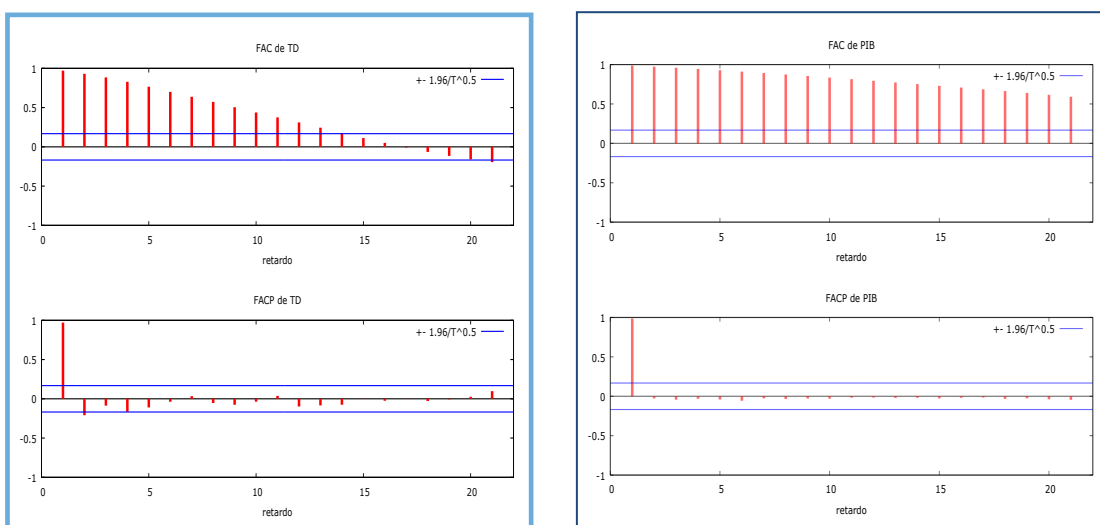 FAC de TD
+- 1.96/T^0.5
1
0.5
0
-0.5
-1
0 5 10 15 20
retardo
FACP de TD
+- 1.96/T^0.5
1
0.5
0
-0.5
-1
0 5 10 15 20
retardo
FAC de PIB
+- 1.96/T^0.5
1
0.5
0
-0.5
-1
0 5 10 15 20
retardo
FACP de PIB
+- 1.96/T^0.5
1
0.5
0
-0.5
-1
0 5 10 15 20
retardo